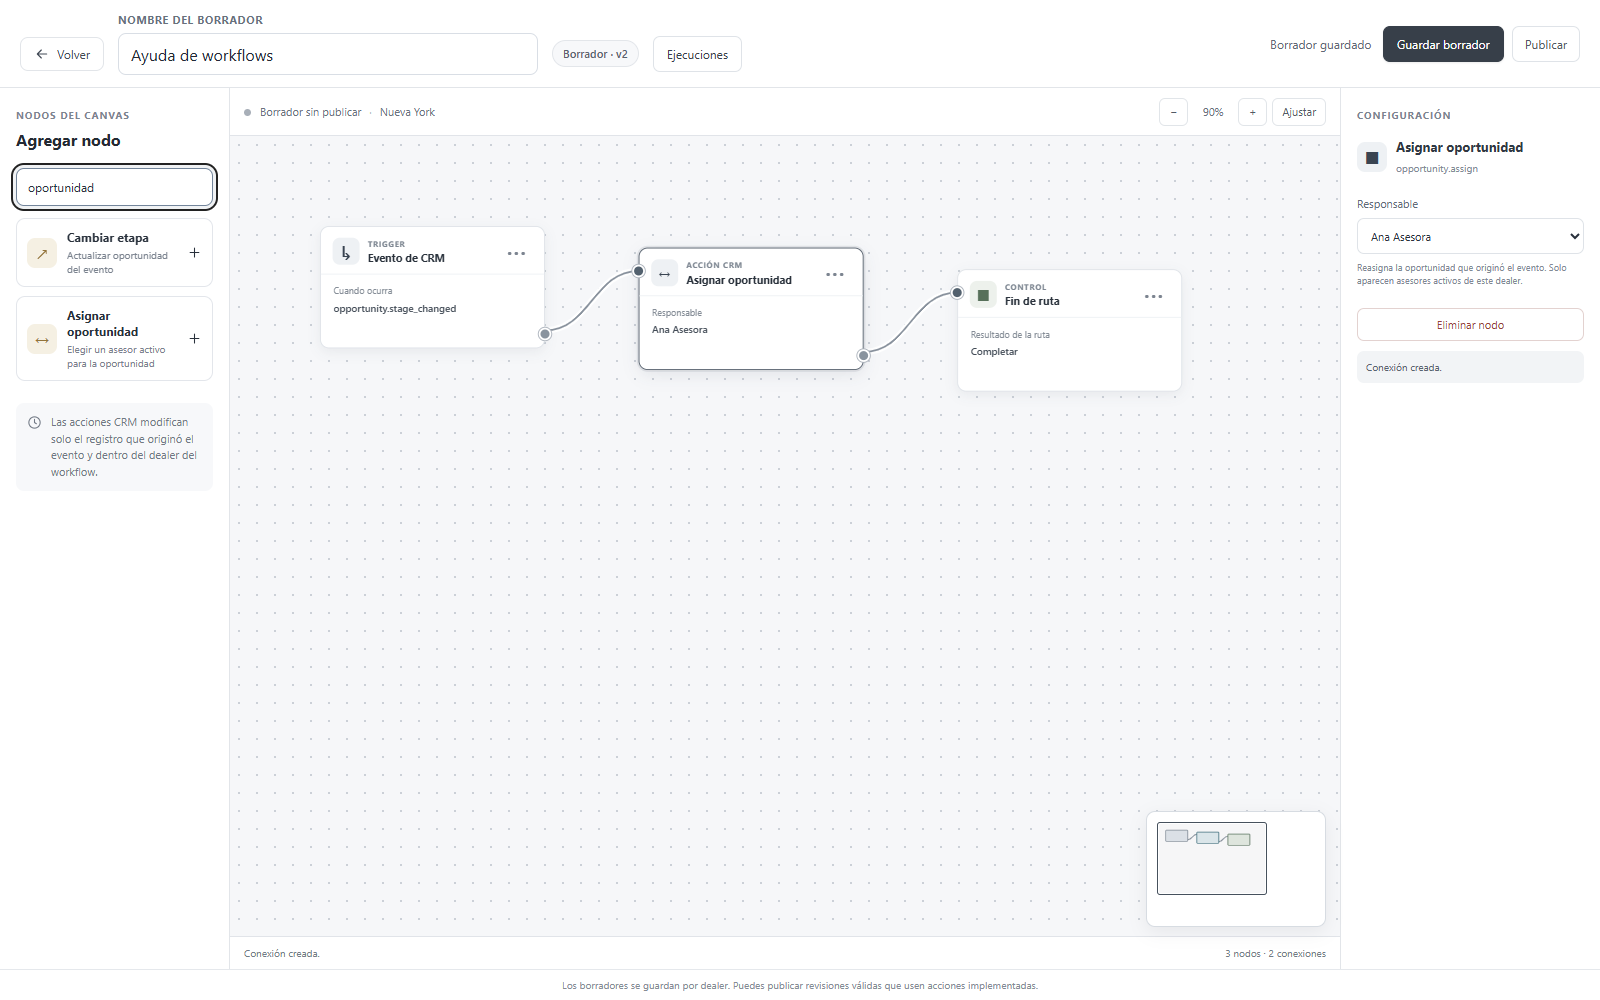 NOMBRE DEL BORRADOR
Volver
Ayuda de workflows
Borrador · v2
Ejecuciones
Borrador guardado
Guardar borrador
Publicar
NODOS DEL CANVAS
Agregar nodo
oportunidad
Cambiar etapa
Actualizar oportunidad
del evento
Asignar
oportunidad
Elegir un asesor activo
para la oportunidad
Las acciones CRM modifican
solo el registro que originó el
evento y dentro del dealer del
workflow.
Borrador sin publicar · Nueva York
90%
Ajustar
TRIGGER
Evento de CRM
Cuando ocurra
opportunity.stage_changed
ACCIÓN CRM
Asignar oportunidad
Responsable
Ana Asesora
CONTROL
Fin de ruta
Resultado de la ruta
Completar
Conexión creada.
3 nodos · 2 conexiones
CONFIGURACIÓN
Asignar oportunidad
opportunity.assign
Responsable
Ana Asesora
Reasigna la oportunidad que originó el evento. Solo
aparecen asesores activos de este dealer.
Eliminar nodo
Conexión creada.
Los borradores se guardan por dealer. Puedes publicar revisiones válidas que usen acciones implementadas.